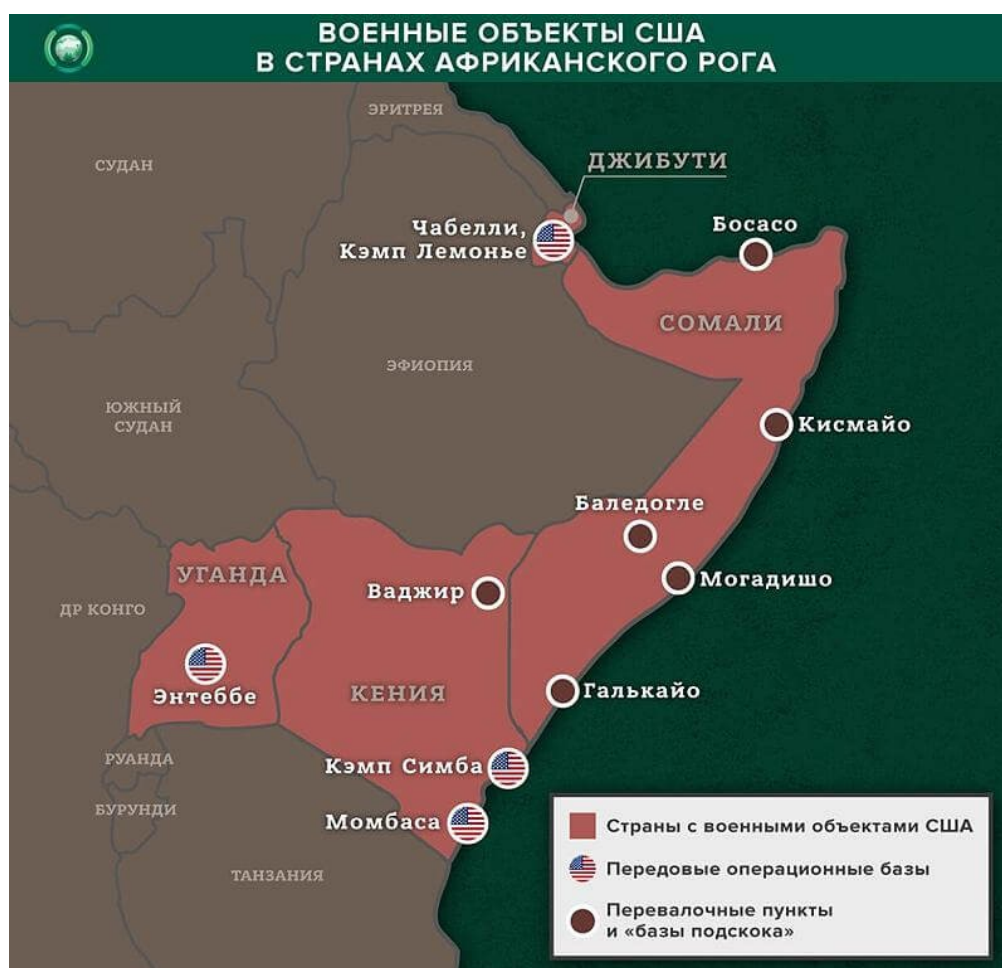 ВОЕННЫЕ ОБЪЕКТЫ США
В СТРАНАХ АФРИКАНСКОГО РОГА
ЭРИТРЕЯ
СУДАН
ДЖИБУТИ
Чабелли,
Кэмп Лемонье
Босасо
СОМАЛИ
ЭФИОПИЯ
ЮЖНЫЙ
СУДАН
Кисмайо
Баледогле
УГАНДА
Ваджир
Могадишо
ДР КОНГО
Энтеббе
КЕНИЯ
Галькайо
РУАНДА
Кэмп Симба
БУРУНДИ
Момбаса
ТАНЗАНИЯ
Страны с военными объектами США
Передовые операционные базы
Перевалочные пункты
и «базы подскока»